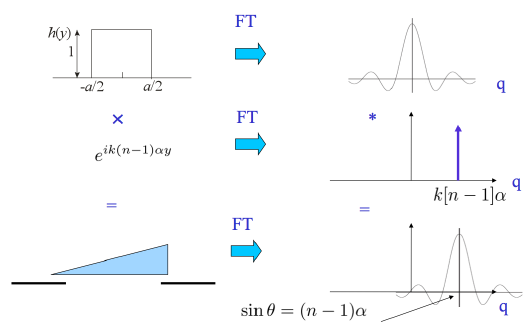 FT
h(y)
1
-a/2 a/2
q
×
FT
*
e^{ik(n−1)αy}
q
k[n − 1]α
=
FT
=
sin θ = (n − 1)α
q